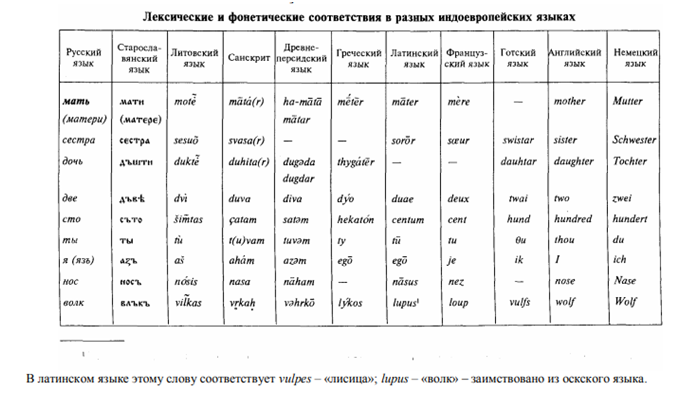 Лексические и фонетические соответствия в разных индоевропейских языках
Русский язык | Старославянский язык | Литовский язык | Санскрит | Древнеперсидский язык | Греческий язык | Латинский язык | Французский язык | Готский язык | Английский язык | Немецкий язык
мать | мати | motė̃ | mātá(r) | ha-mātā | mḗtēr | māter | mère | — | mother | Mutter
(матери) | (матере) | mātar
сестра | сестра | sesuõ | svasa(r) | — | — | sorōr | sœur | swistar | sister | Schwester
дочь | дъшти | duktė̃ | duhita(r) | dugəda | thygátēr | — | — | dauhtar | daughter | Tochter
dugdar
две | дъвѣ | dvi | duva | diva | dýo | duae | deux | twai | two | zwei
сто | съто | šim̃tas | çatam | satəm | hekatón | centum | cent | hund | hundred | hundert
ты | ты | tù | t(u)vam | tuvəm | ty | tū | tu | θu | thou | du
я (язъ) | азъ | aš | ahám | azəm | egō | egō | je | ik | I | ich
нос | носъ | nósis | nasa | nāham | — | nāsus | nez | — | nose | Nase
волк | влъкъ | vil̃kas | vṛkaḥ | vəhrkō | lýkos | lupus¹ | loup | vulfs | wolf | Wolf
В латинском языке этому слову соответствует vulpes – «лисица»; lupus – «волк» – заимствовано из оскского языка.